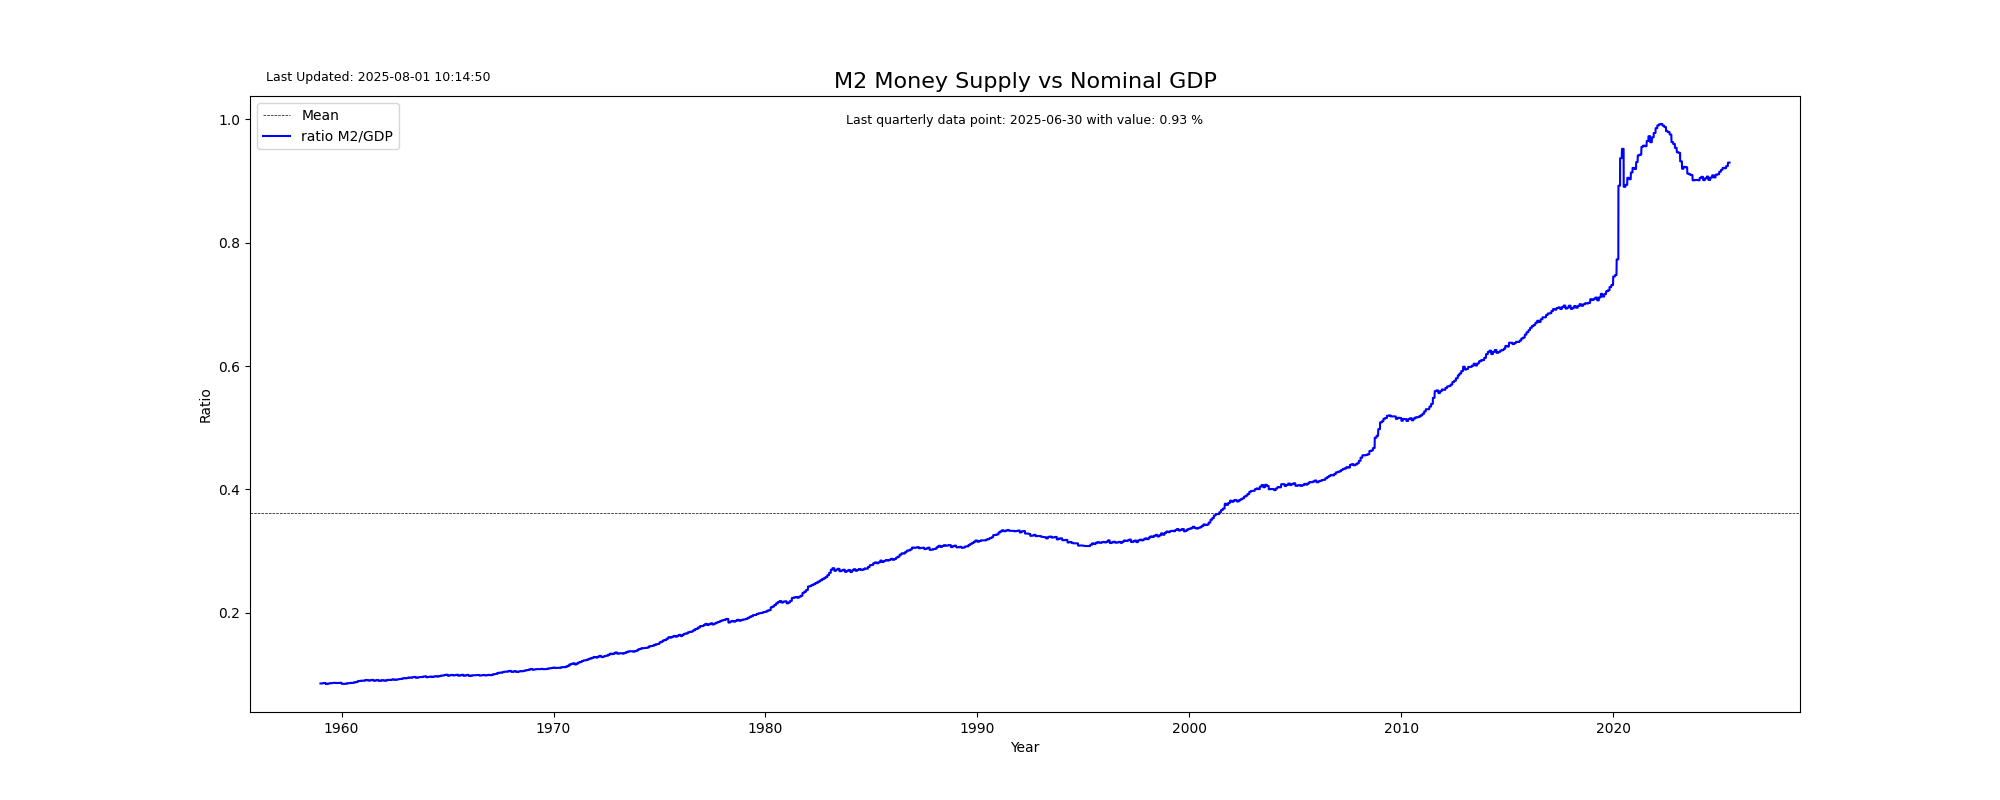 Last Updated: 2025-08-01 10:14:50
M2 Money Supply vs Nominal GDP
Mean
ratio M2/GDP
Last quarterly data point: 2025-06-30 with value: 0.93 %
1.0
0.8
0.6
0.4
0.2
Ratio
1960 1970 1980 1990 2000 2010 2020
Year